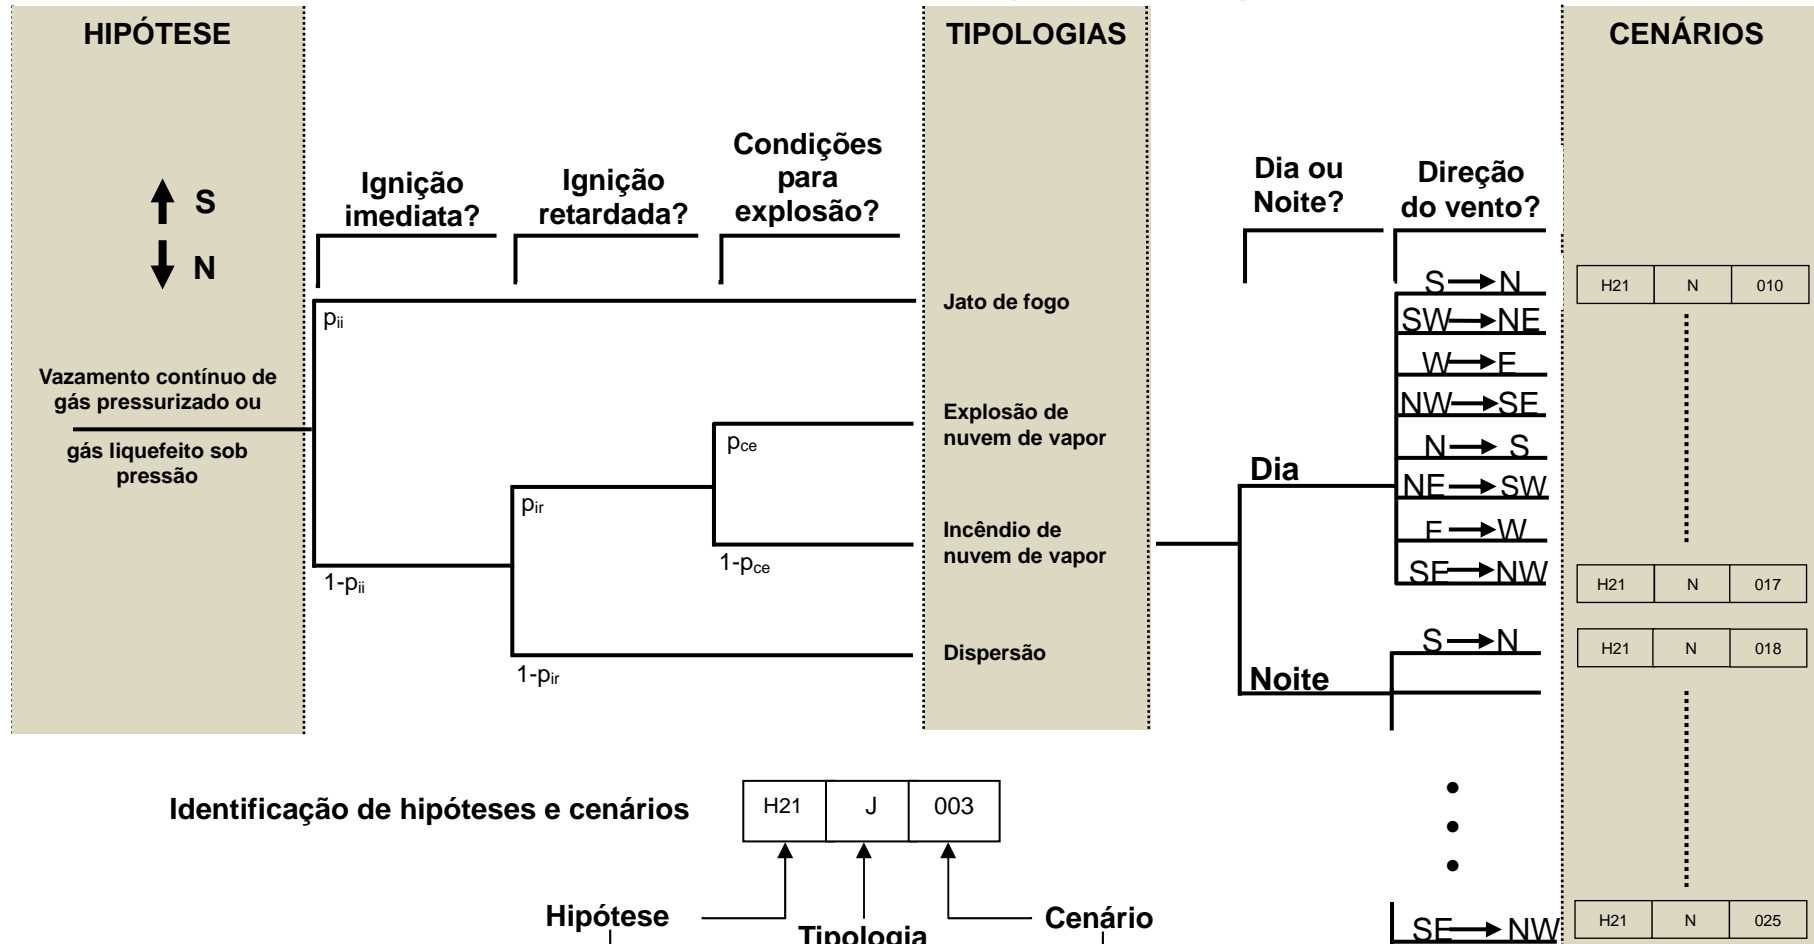 HIPÓTESE
TIPOLOGIAS
CENÁRIOS
S
N
Ignição
imediata?
Ignição
retardada?
Condições
para
explosão?
Dia ou
Noite?
Direção
do vento?
Vazamento contínuo de
gás pressurizado ou
gás liquefeito sob
pressão
pii
1-pii
pir
1-pir
pce
1-pce
Jato de fogo
Explosão de
nuvem de vapor
Incêndio de
nuvem de vapor
Dispersão
Dia
Noite
S → N
SW → NE
W → E
NW → SE
N → S
NE → SW
E → W
SE → NW
S → N
SE → NW
H21 N 010
H21 N 017
H21 N 018
H21 N 025
Identificação de hipóteses e cenários
H21 J 003
Hipótese
Tipologia
Cenário